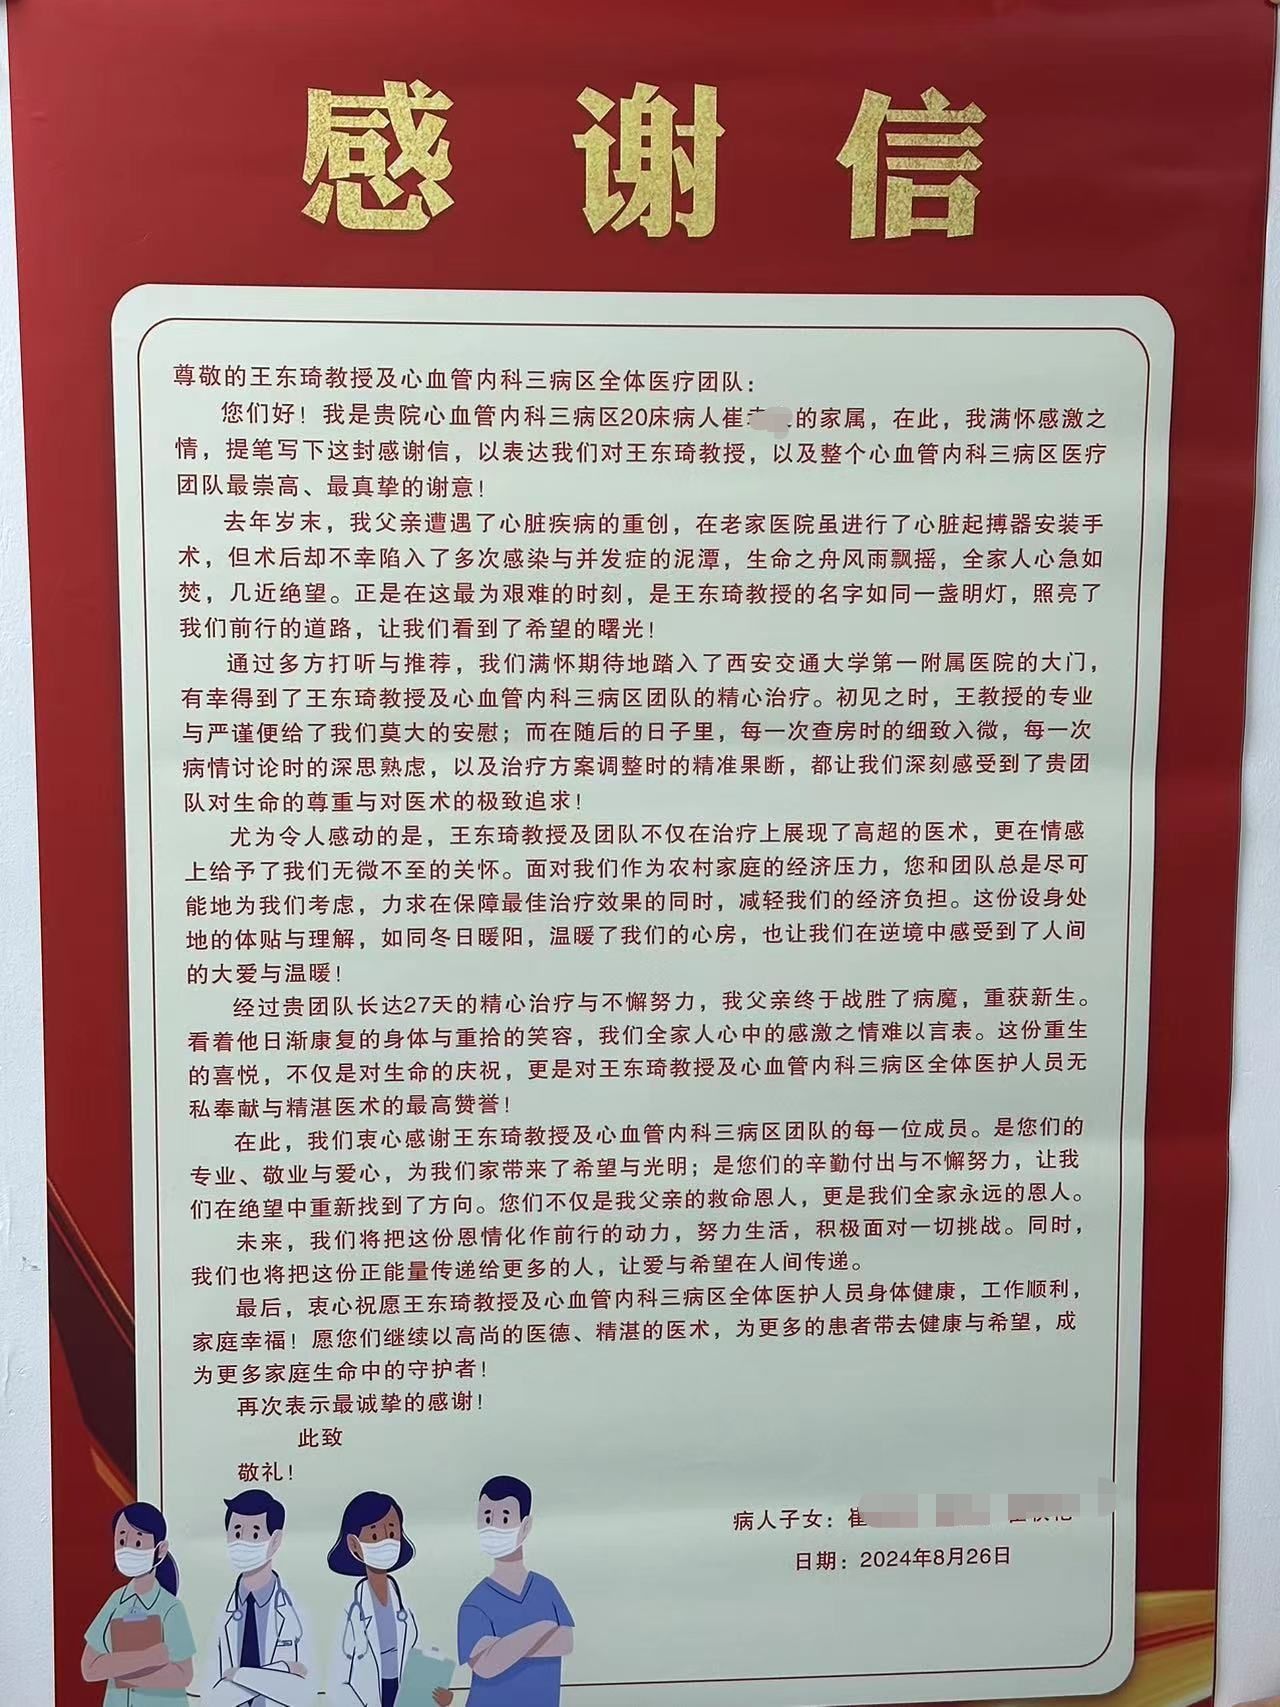 感谢信
尊敬的王东琦教授及心血管内科三病区全体医疗团队：
您们好！我是贵院心血管内科三病区20床病人崔 的家属，在此，我满怀感激之
情，提笔写下这封感谢信，以表达我们对王东琦教授，以及整个心血管内科三病区医疗
团队最崇高、最真挚的谢意！
去年岁末，我父亲遭遇了心脏疾病的重创，在老家医院虽进行了心脏起搏器安装手
术，但术后却不幸陷入了多次感染与并发症的泥潭，生命之舟风雨飘摇，全家人心急如
焚，几近绝望。正是在这最为艰难的时刻，是王东琦教授的名字如同一盏明灯，照亮了
我们前行的道路，让我们看到了希望的曙光！
通过多方打听与推荐，我们满怀期待地踏入了西安交通大学第一附属医院的大门，
有幸得到了王东琦教授及心血管内科三病区团队的精心治疗。初见之时，王教授的专业
与严谨便给了我们莫大的安慰；而在随后的日子里，每一次查房时的细致入微，每一次
病情讨论时的深思熟虑，以及治疗方案调整时的精准果断，都让我们深刻感受到了贵团
队对生命的尊重与对医术的极致追求！
尤为令人感动的是，王东琦教授及团队不仅在治疗上展现了高超的医术，更在情感
上给予了我们无微不至的关怀。面对我们作为农村家庭的经济压力，您和团队总是尽可
能地为我们考虑，力求在保障最佳治疗效果的同时，减轻我们的经济负担。这份设身处
地的体贴与理解，如同冬日暖阳，温暖了我们的心房，也让我们在逆境中感受到了人间
的大爱与温暖！
经过贵团队长达27天的精心治疗与不懈努力，我父亲终于战胜了病魔，重获新生。
看着他日渐康复的身体与重拾的笑容，我们全家人心中的感激之情难以言表。这份重生
的喜悦，不仅是对生命的庆祝，更是对王东琦教授及心血管内科三病区全体医护人员无
私奉献与精湛医术的最高赞誉！
在此，我们衷心感谢王东琦教授及心血管内科三病区团队的每一位成员。是您们的
专业、敬业与爱心，为我们家带来了希望与光明；是您们的辛勤付出与不懈努力，让我
们在绝望中重新找到了方向。您们不仅是我父亲的救命恩人，更是我们全家永远的恩人。
未来，我们将把这份恩情化作前行的动力，努力生活，积极面对一切挑战。同时，
我们也将把这份正能量传递给更多的人，让爱与希望在人间传递。
最后，衷心祝愿王东琦教授及心血管内科三病区全体医护人员身体健康，工作顺利，
家庭幸福！愿您们继续以高尚的医德、精湛的医术，为更多的患者带去健康与希望，成
为更多家庭生命中的守护者！
再次表示最诚挚的感谢！
此致
敬礼！
病人子女：崔
日期：2024年8月26日